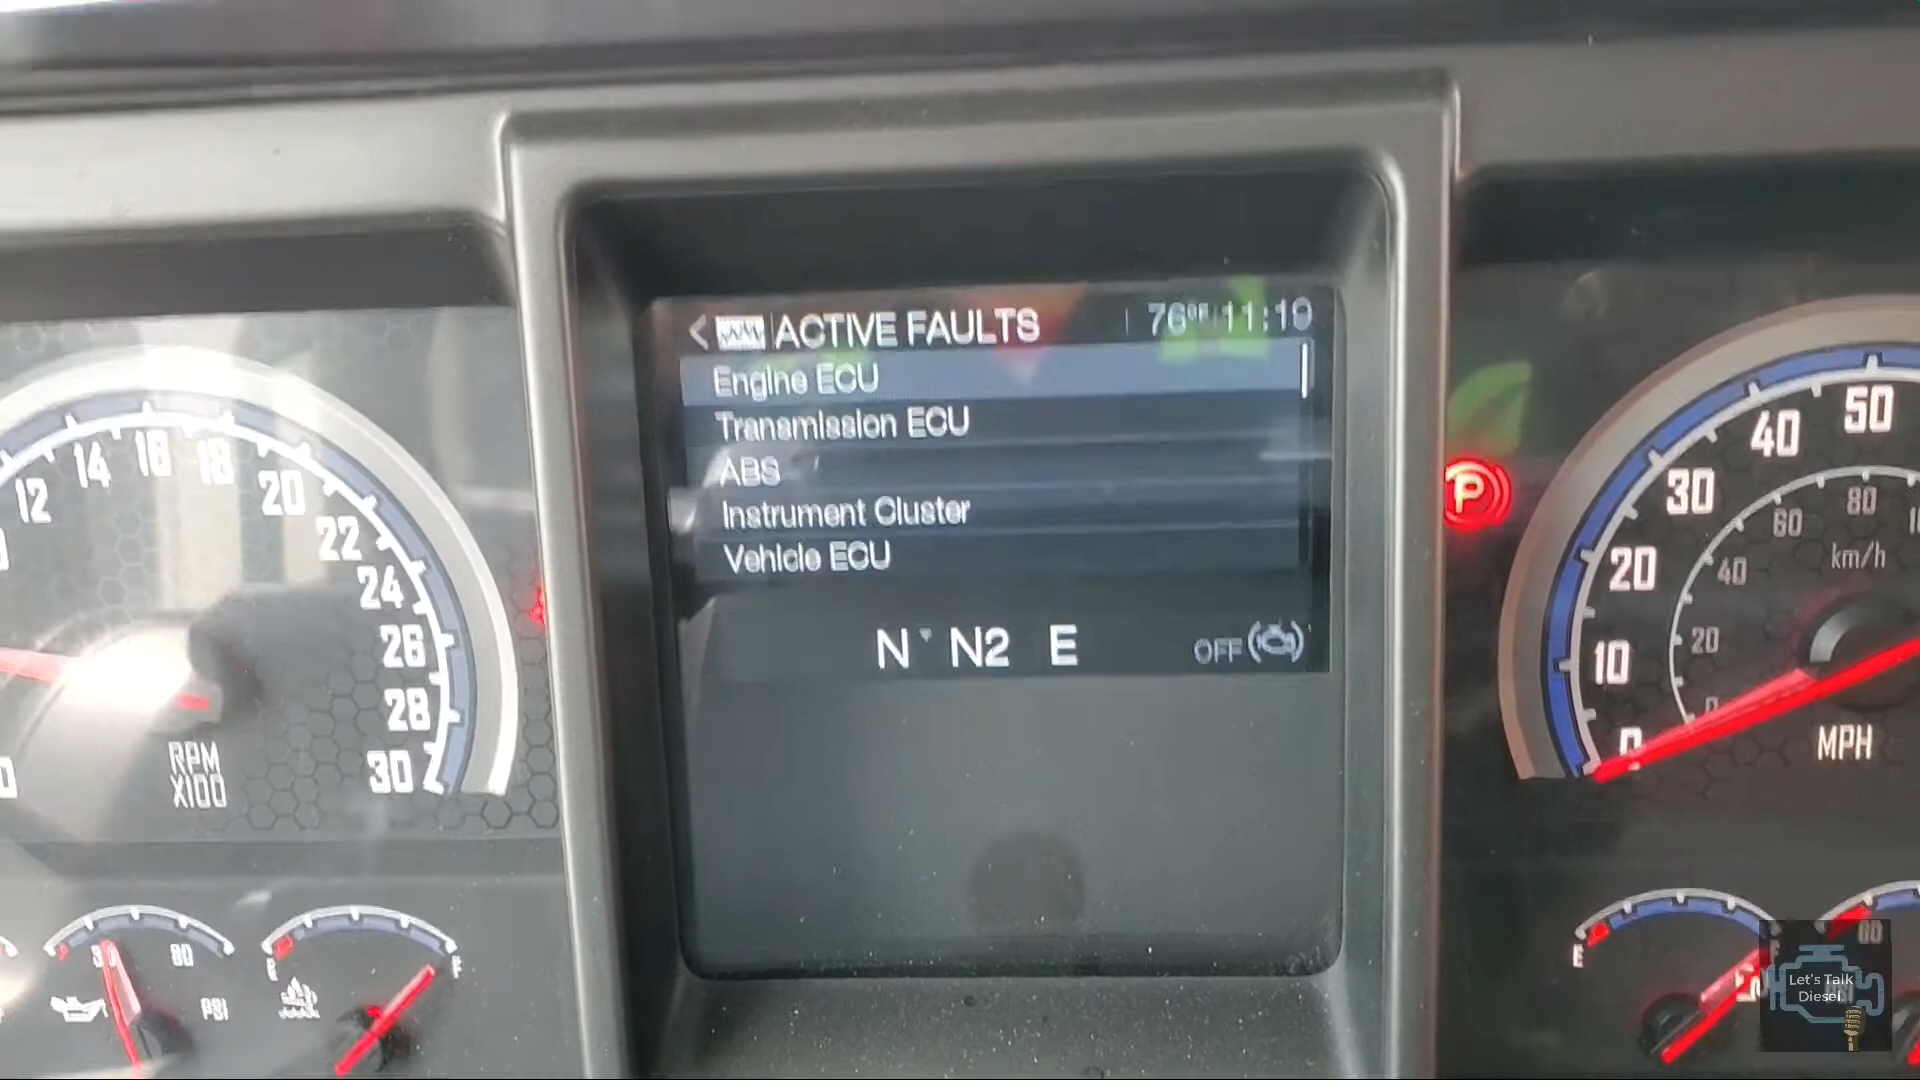 < ACTIVE FAULTS 76°F 11:19
Engine ECU
Transmission ECU
ABS
Instrument Cluster
Vehicle ECU
N N2 E
OFF
12 14 16 18 20 22 24 26 28 30
RPM
X100
P
0 10 20 30 40 50
0 20 40 60 80
km/h
MPH
80
PSI
E F
E
Let's Talk
Diesel.